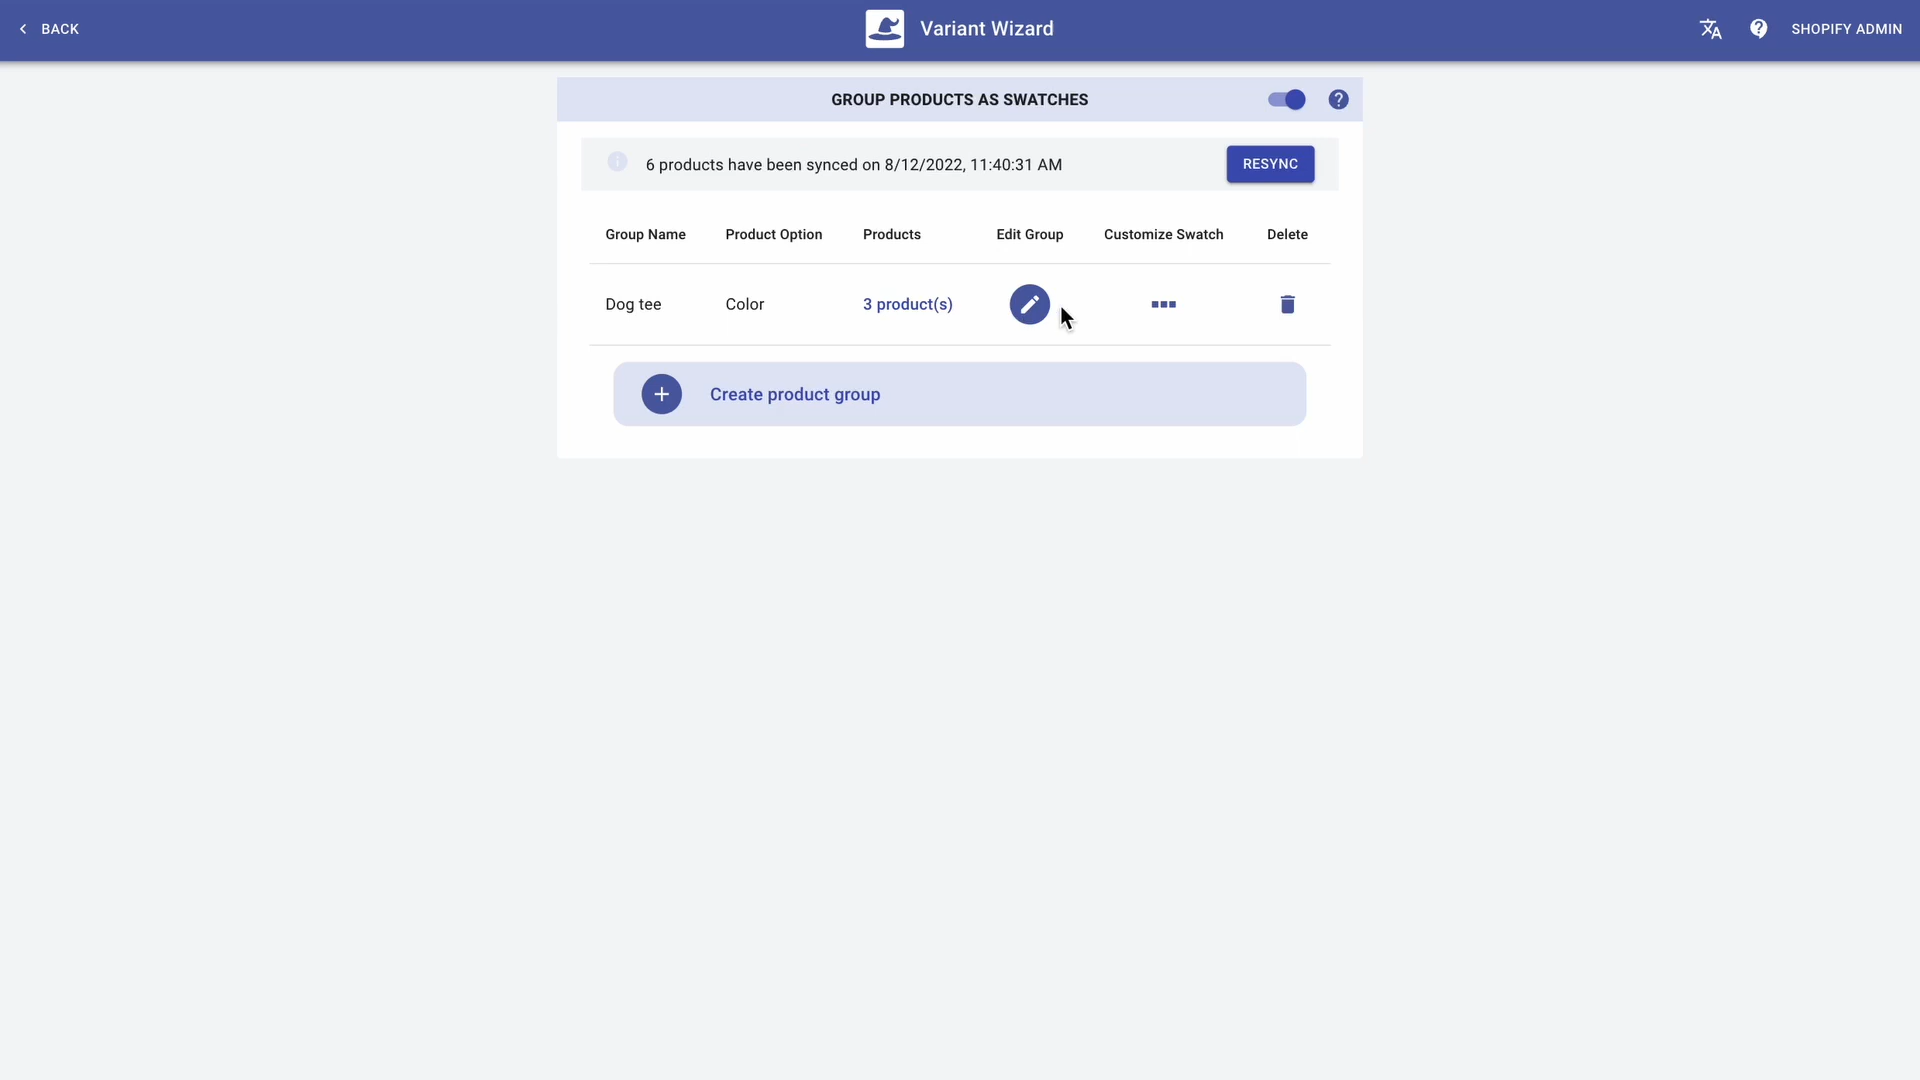 BACK
Variant Wizard
SHOPIFY ADMIN
GROUP PRODUCTS AS SWATCHES
6 products have been synced on 8/12/2022, 11:40:31 AM
RESYNC
Group Name Product Option Products Edit Group Customize Swatch Delete
Dog tee Color 3 product(s)
Create product group